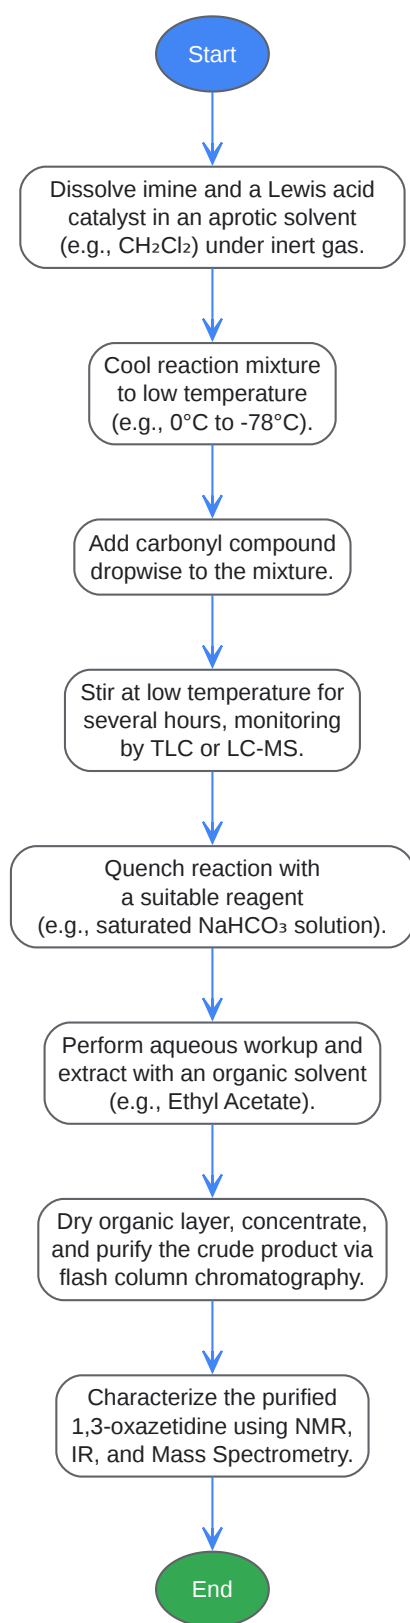 Start
Dissolve imine and a Lewis acid
catalyst in an aprotic solvent
(e.g., CH₂Cl₂) under inert gas.
Cool reaction mixture
to low temperature
(e.g., 0°C to -78°C).
Add carbonyl compound
dropwise to the mixture.
Stir at low temperature for
several hours, monitoring
by TLC or LC-MS.
Quench reaction with
a suitable reagent
(e.g., saturated NaHCO₃ solution).
Perform aqueous workup and
extract with an organic solvent
(e.g., Ethyl Acetate).
Dry organic layer, concentrate,
and purify the crude product via
flash column chromatography.
Characterize the purified
1,3-oxazetidine using NMR,
IR, and Mass Spectrometry.
End